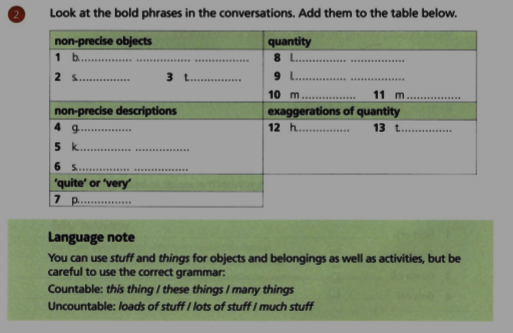 2 Look at the bold phrases in the conversations. Add them to the table below.
non-precise objects
1 b............... ............... ...............
2 s............... 3 t...............
non-precise descriptions
4 g...............
5 k............... ...............
6 s............... ...............
'quite' or 'very'
7 p...............
quantity
8 l............... ...............
9 l............... ...............
10 m............... 11 m...............
exaggerations of quantity
12 h............... 13 t...............
Language note
You can use stuff and things for objects and belongings as well as activities, but be
careful to use the correct grammar:
Countable: this thing / these things / many things
Uncountable: loads of stuff / lots of stuff / much stuff